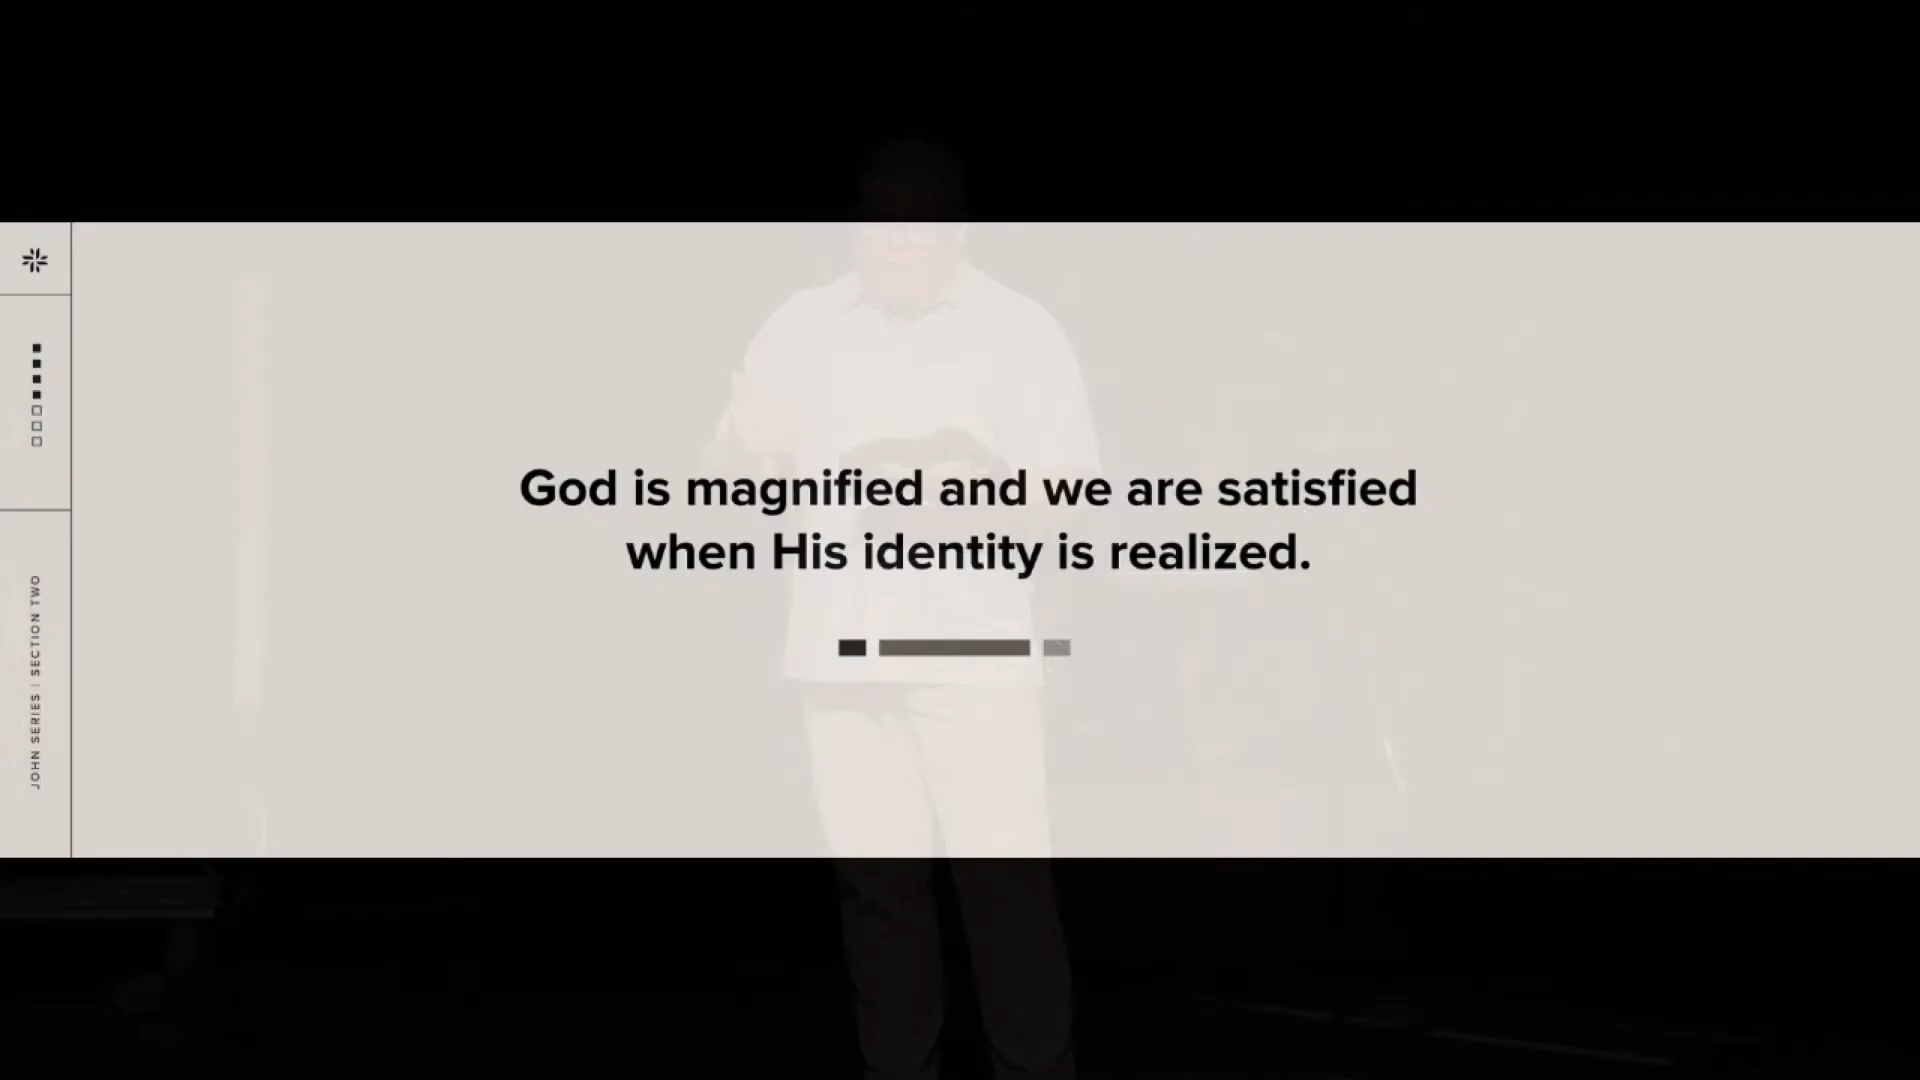 God is magnified and we are satisfied
when His identity is realized.
JOHN SERIES | SECTION TWO